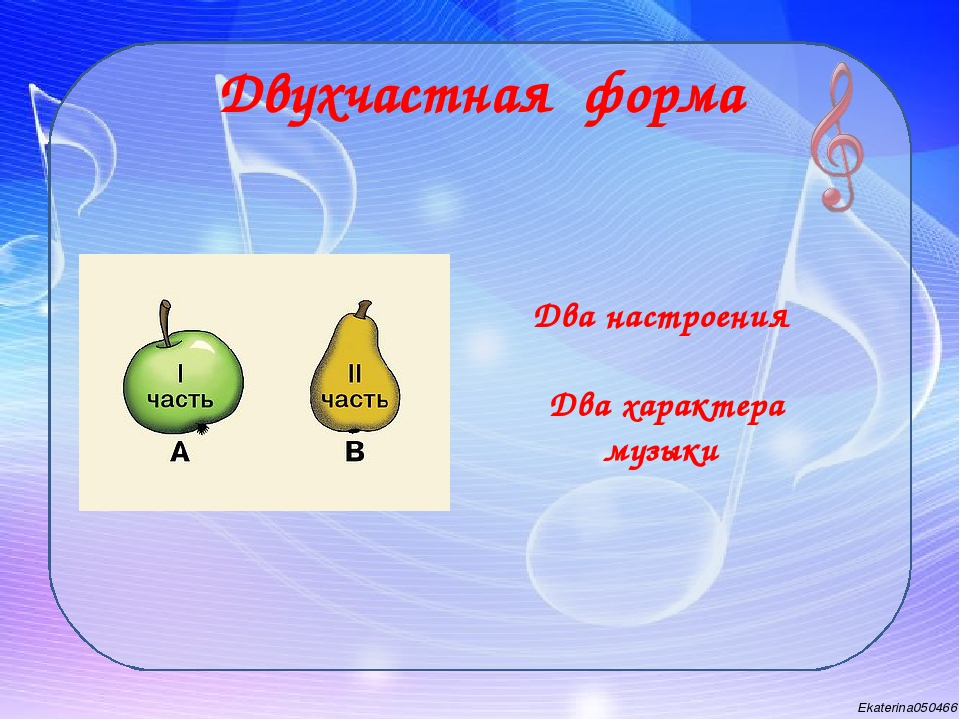 Двухчастная форма
I часть
II часть
А
В
Два настроения
Два характера
музыки
Ekaterina050466